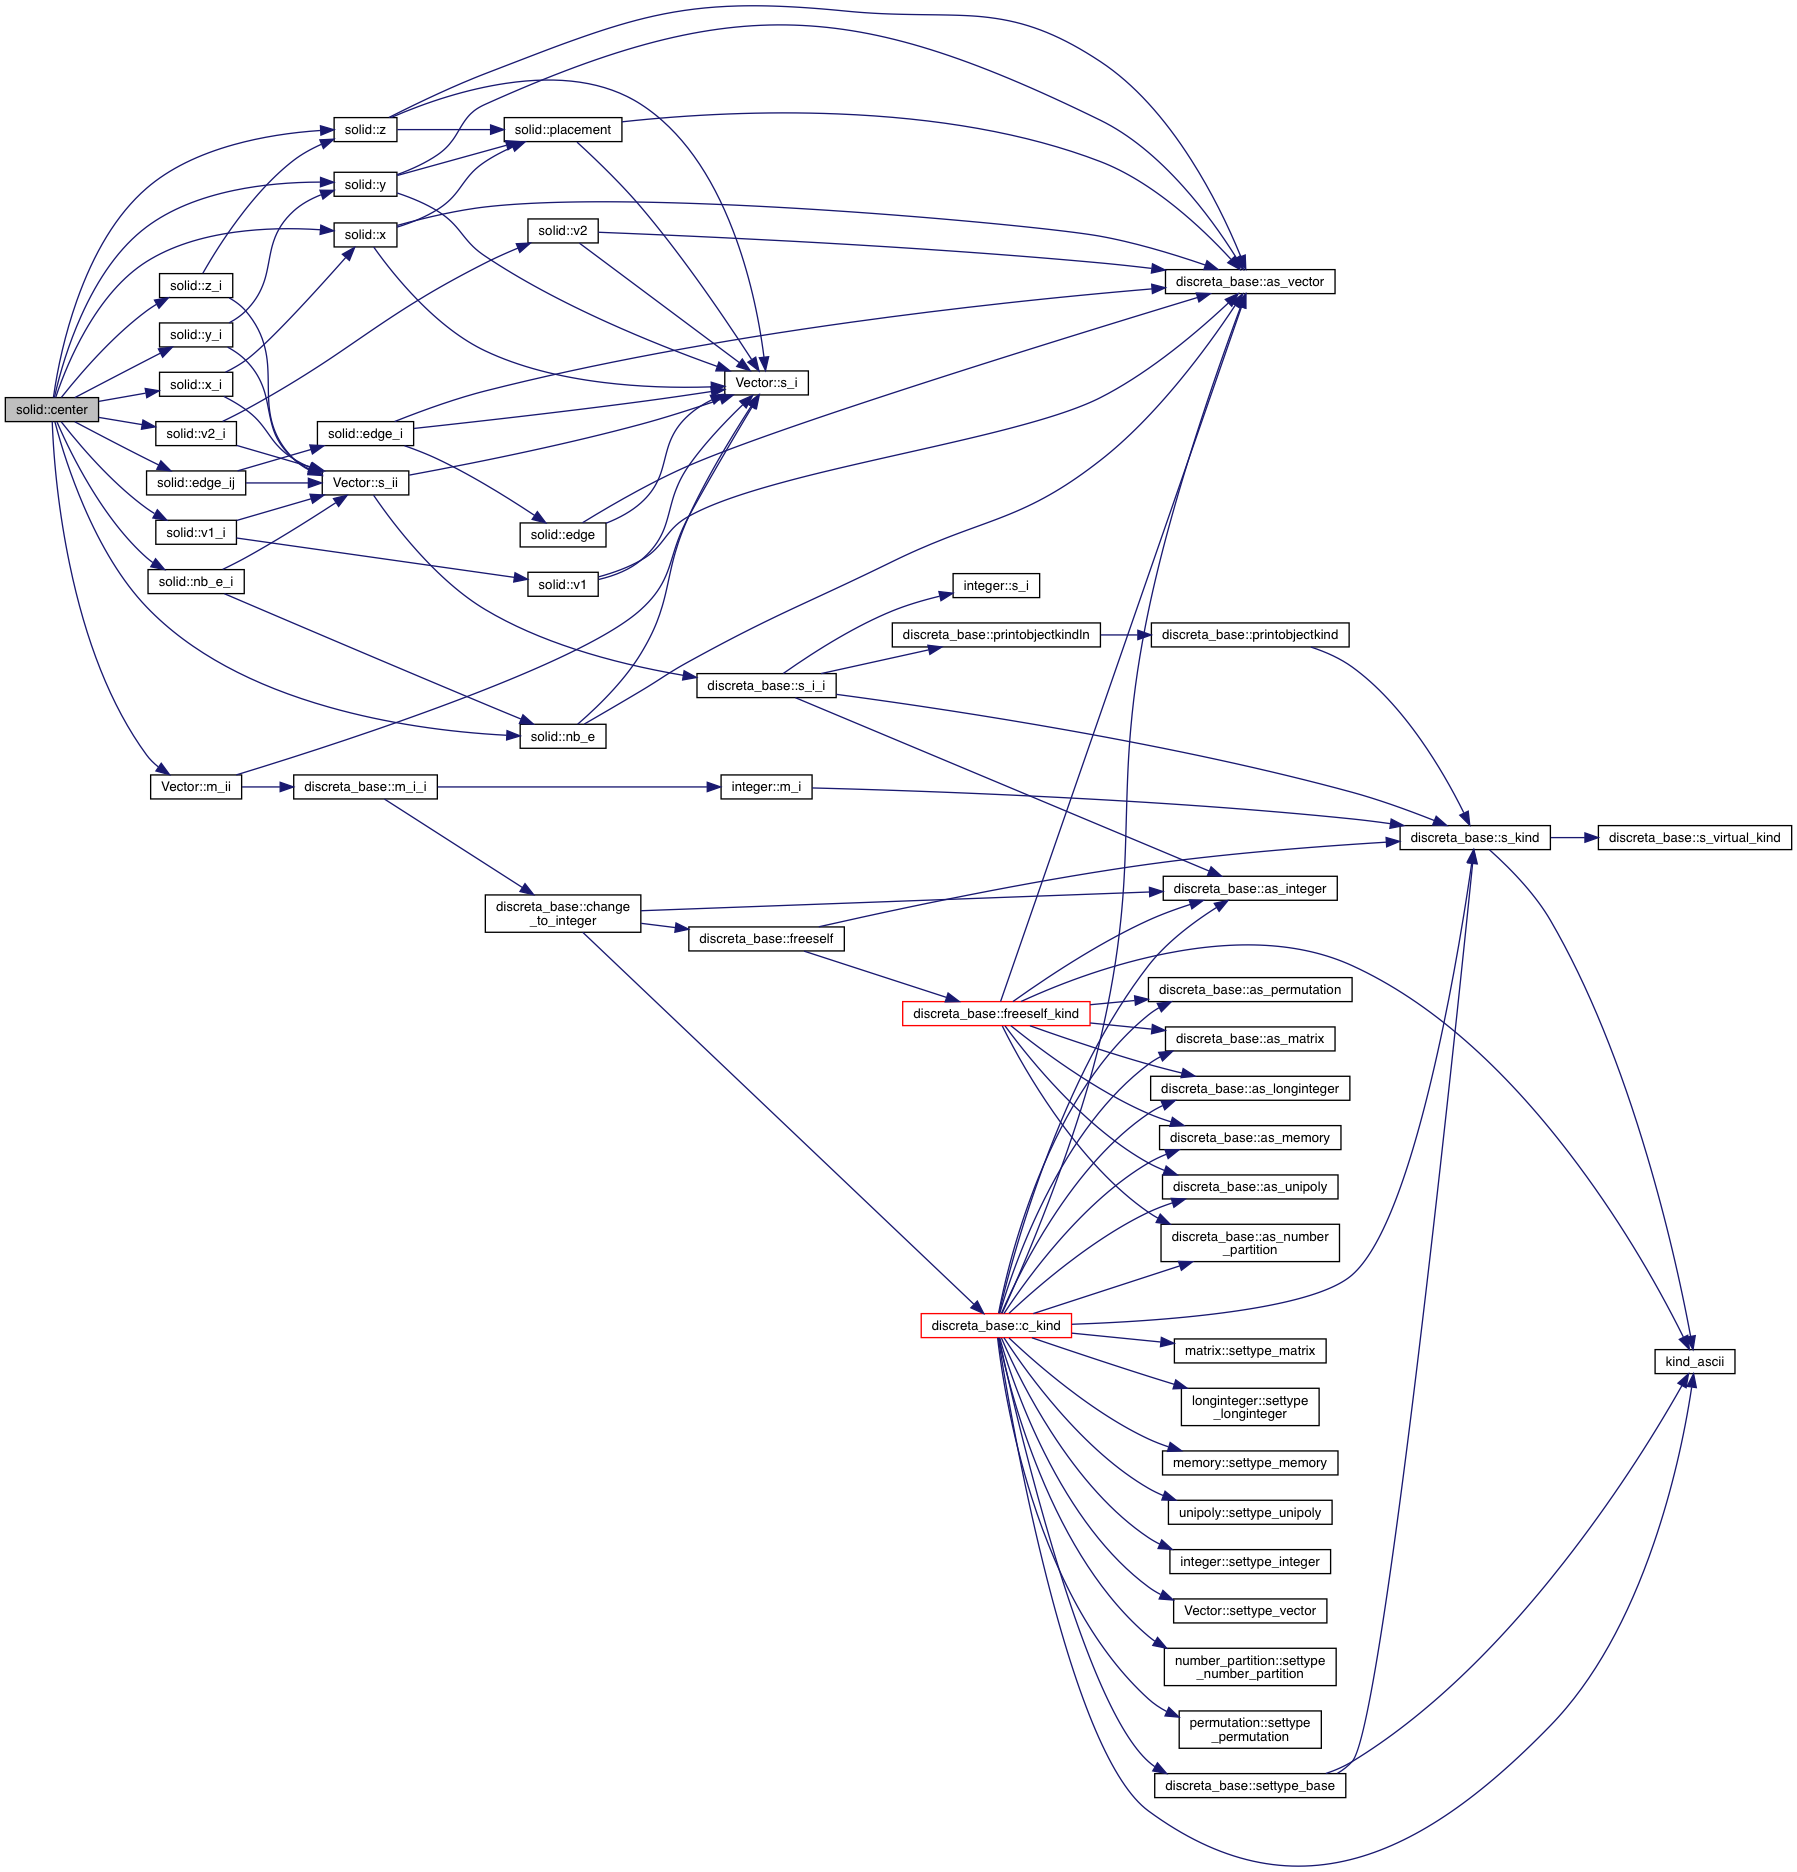 solid::center
solid::z
solid::y
solid::x
solid::z_i
solid::y_i
solid::x_i
solid::v2_i
solid::edge_ij
solid::v1_i
solid::nb_e_i
Vector::m_ii
solid::edge_i
Vector::s_ii
discreta_base::m_i_i
solid::placement
solid::v2
solid::edge
solid::v1
solid::nb_e
discreta_base::change
_to_integer
Vector::s_i
discreta_base::s_i_i
integer::m_i
discreta_base::freeself
integer::s_i
discreta_base::printobjectkindln
discreta_base::freeself_kind
discreta_base::c_kind
discreta_base::as_vector
discreta_base::printobjectkind
discreta_base::as_integer
discreta_base::as_permutation
discreta_base::as_matrix
discreta_base::as_longinteger
discreta_base::as_memory
discreta_base::as_unipoly
discreta_base::as_number
_partition
matrix::settype_matrix
longinteger::settype
_longinteger
memory::settype_memory
unipoly::settype_unipoly
integer::settype_integer
Vector::settype_vector
number_partition::settype
_number_partition
permutation::settype
_permutation
discreta_base::settype_base
discreta_base::s_kind
discreta_base::s_virtual_kind
kind_ascii